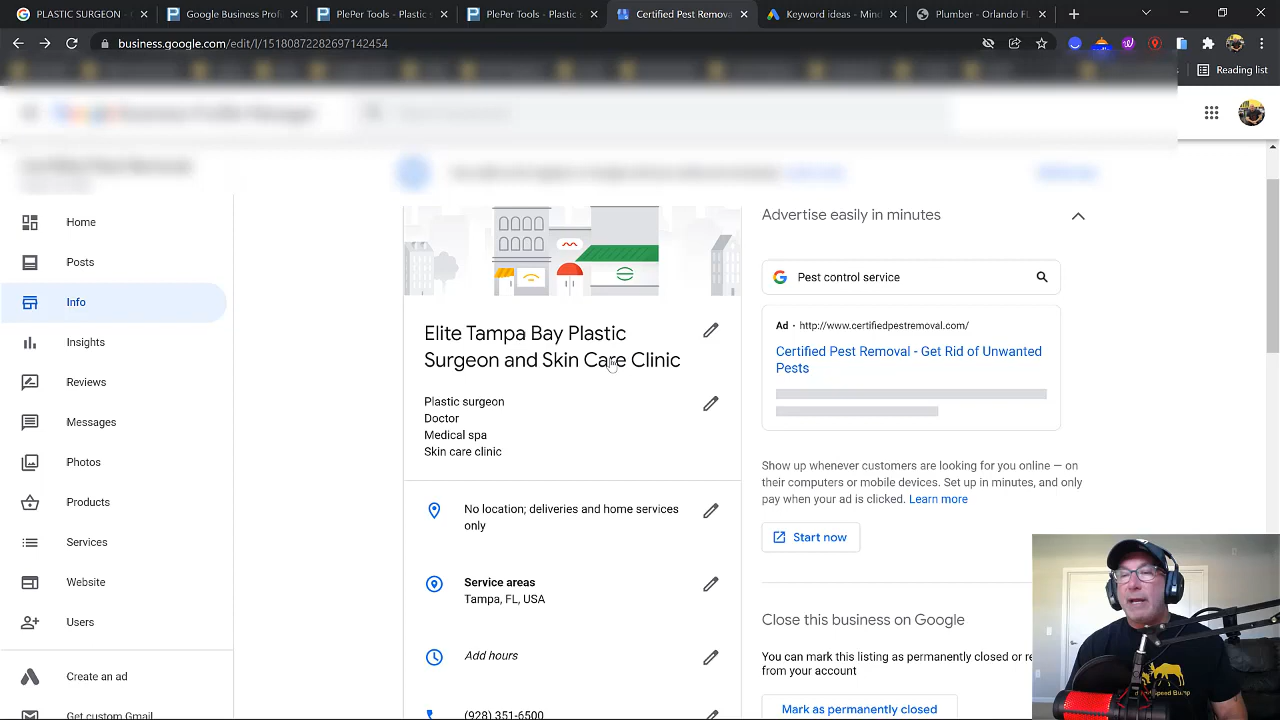 PLASTIC SURGEON -
Google Business Prof
PlePer Tools - Plastic s
PlePer Tools - Plastic s
Certified Pest Remova
Keyword ideas - Min
Plumber - Orlando FL
business.google.com/edit/l/15180872282697142454
Reading list
Home
Posts
Info
Insights
Reviews
Messages
Photos
Products
Services
Website
Users
Create an ad
Get custom Gmail
Elite Tampa Bay Plastic
Surgeon and Skin Care Clinic
Plastic surgeon
Doctor
Medical spa
Skin care clinic
No location; deliveries and home services
only
Service areas
Tampa, FL, USA
Add hours
(928) 351-6500
Advertise easily in minutes
Pest control service
Ad · http://www.certifiedpestremoval.com/
Certified Pest Removal - Get Rid of Unwanted
Pests
Show up whenever customers are looking for you online — on
their computers or mobile devices. Set up in minutes, and only
pay when your ad is clicked. Learn more
Start now
Close this business on Google
You can mark this listing as permanently closed or re
from your account
Mark as permanently closed